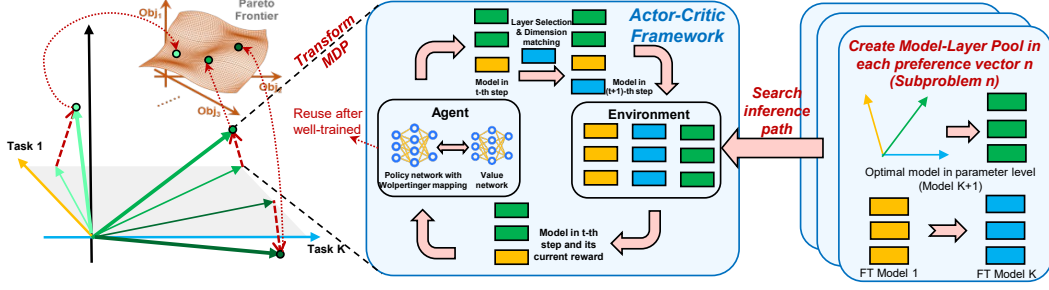 Pareto
Frontier
Obj1
Obj2
Obj3
......
Task 1
Task K
Transform
MDP
Reuse after
well-trained
Actor-Critic
Framework
Layer Selection
& Dimension
matching
Model in
t-th step
Model in
(t+1)-th step
Agent
Policy network with
Wolpertinger mapping
Value
network
Environment
Model in t-th
step and its
current reward
Search
inference
path
Create Model-Layer Pool in
each preference vector n
(Subproblem n)
Optimal model in parameter level
(Model K+1)
FT Model 1
FT Model K